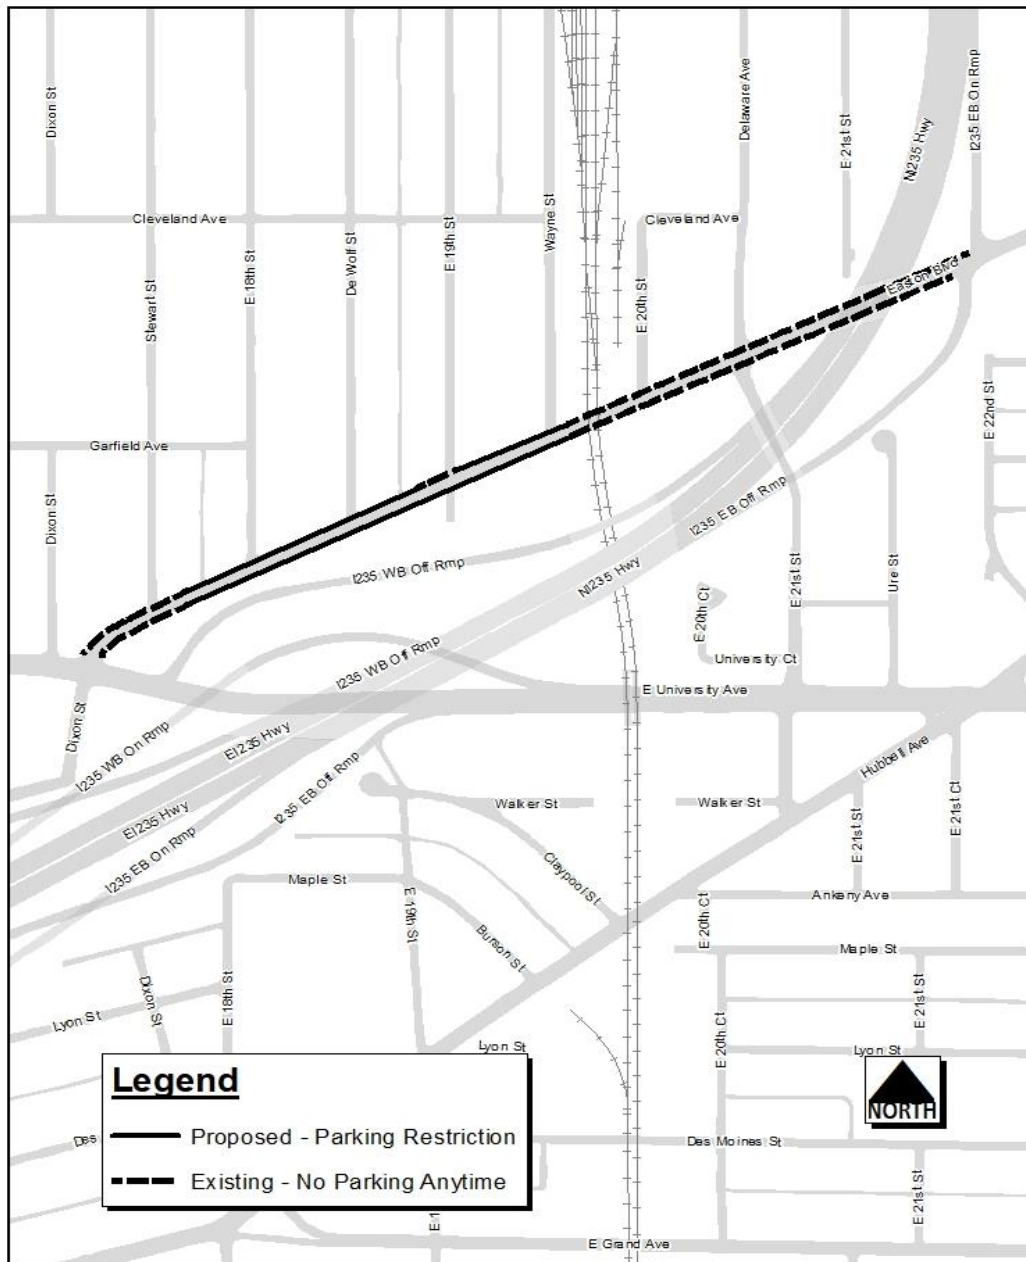 Dixon St
Delaware Ave
E 21st St
NI235 Hwy
I235 EB On Rmp
Cleveland Ave
Stewart St
E 18th St
De Wolf St
E 19th St
Wayne St
Cleveland Ave
E 20th St
Easton Blvd
Garfield Ave
Dixon St
E 22nd St
I235 EB Off Rmp
I235 WB Off Rmp
NI235 Hwy
E 20th Ct
E 21st St
Ure St
University Ct
I235 WB Off Rmp
E University Ave
Dixon St
I235 WB On Rmp
EI235 Hwy
I235 EB Off Rmp
Hubbell Ave
EI235 Hwy
Walker St
Walker St
E 21st St
E 21st Ct
I235 EB On Rmp
Maple St
Claypool St
Ankeny Ave
E 19th St
Burson St
E 20th Ct
Maple St
Dixon St
E 18th St
Lyon St
E 21st St
Lyon St
E 20th Ct
Lyon St
NORTH
Legend
Proposed - Parking Restriction
Existing - No Parking Anytime
Des
Des Moines St
E 21st St
E 1
E Grand Ave